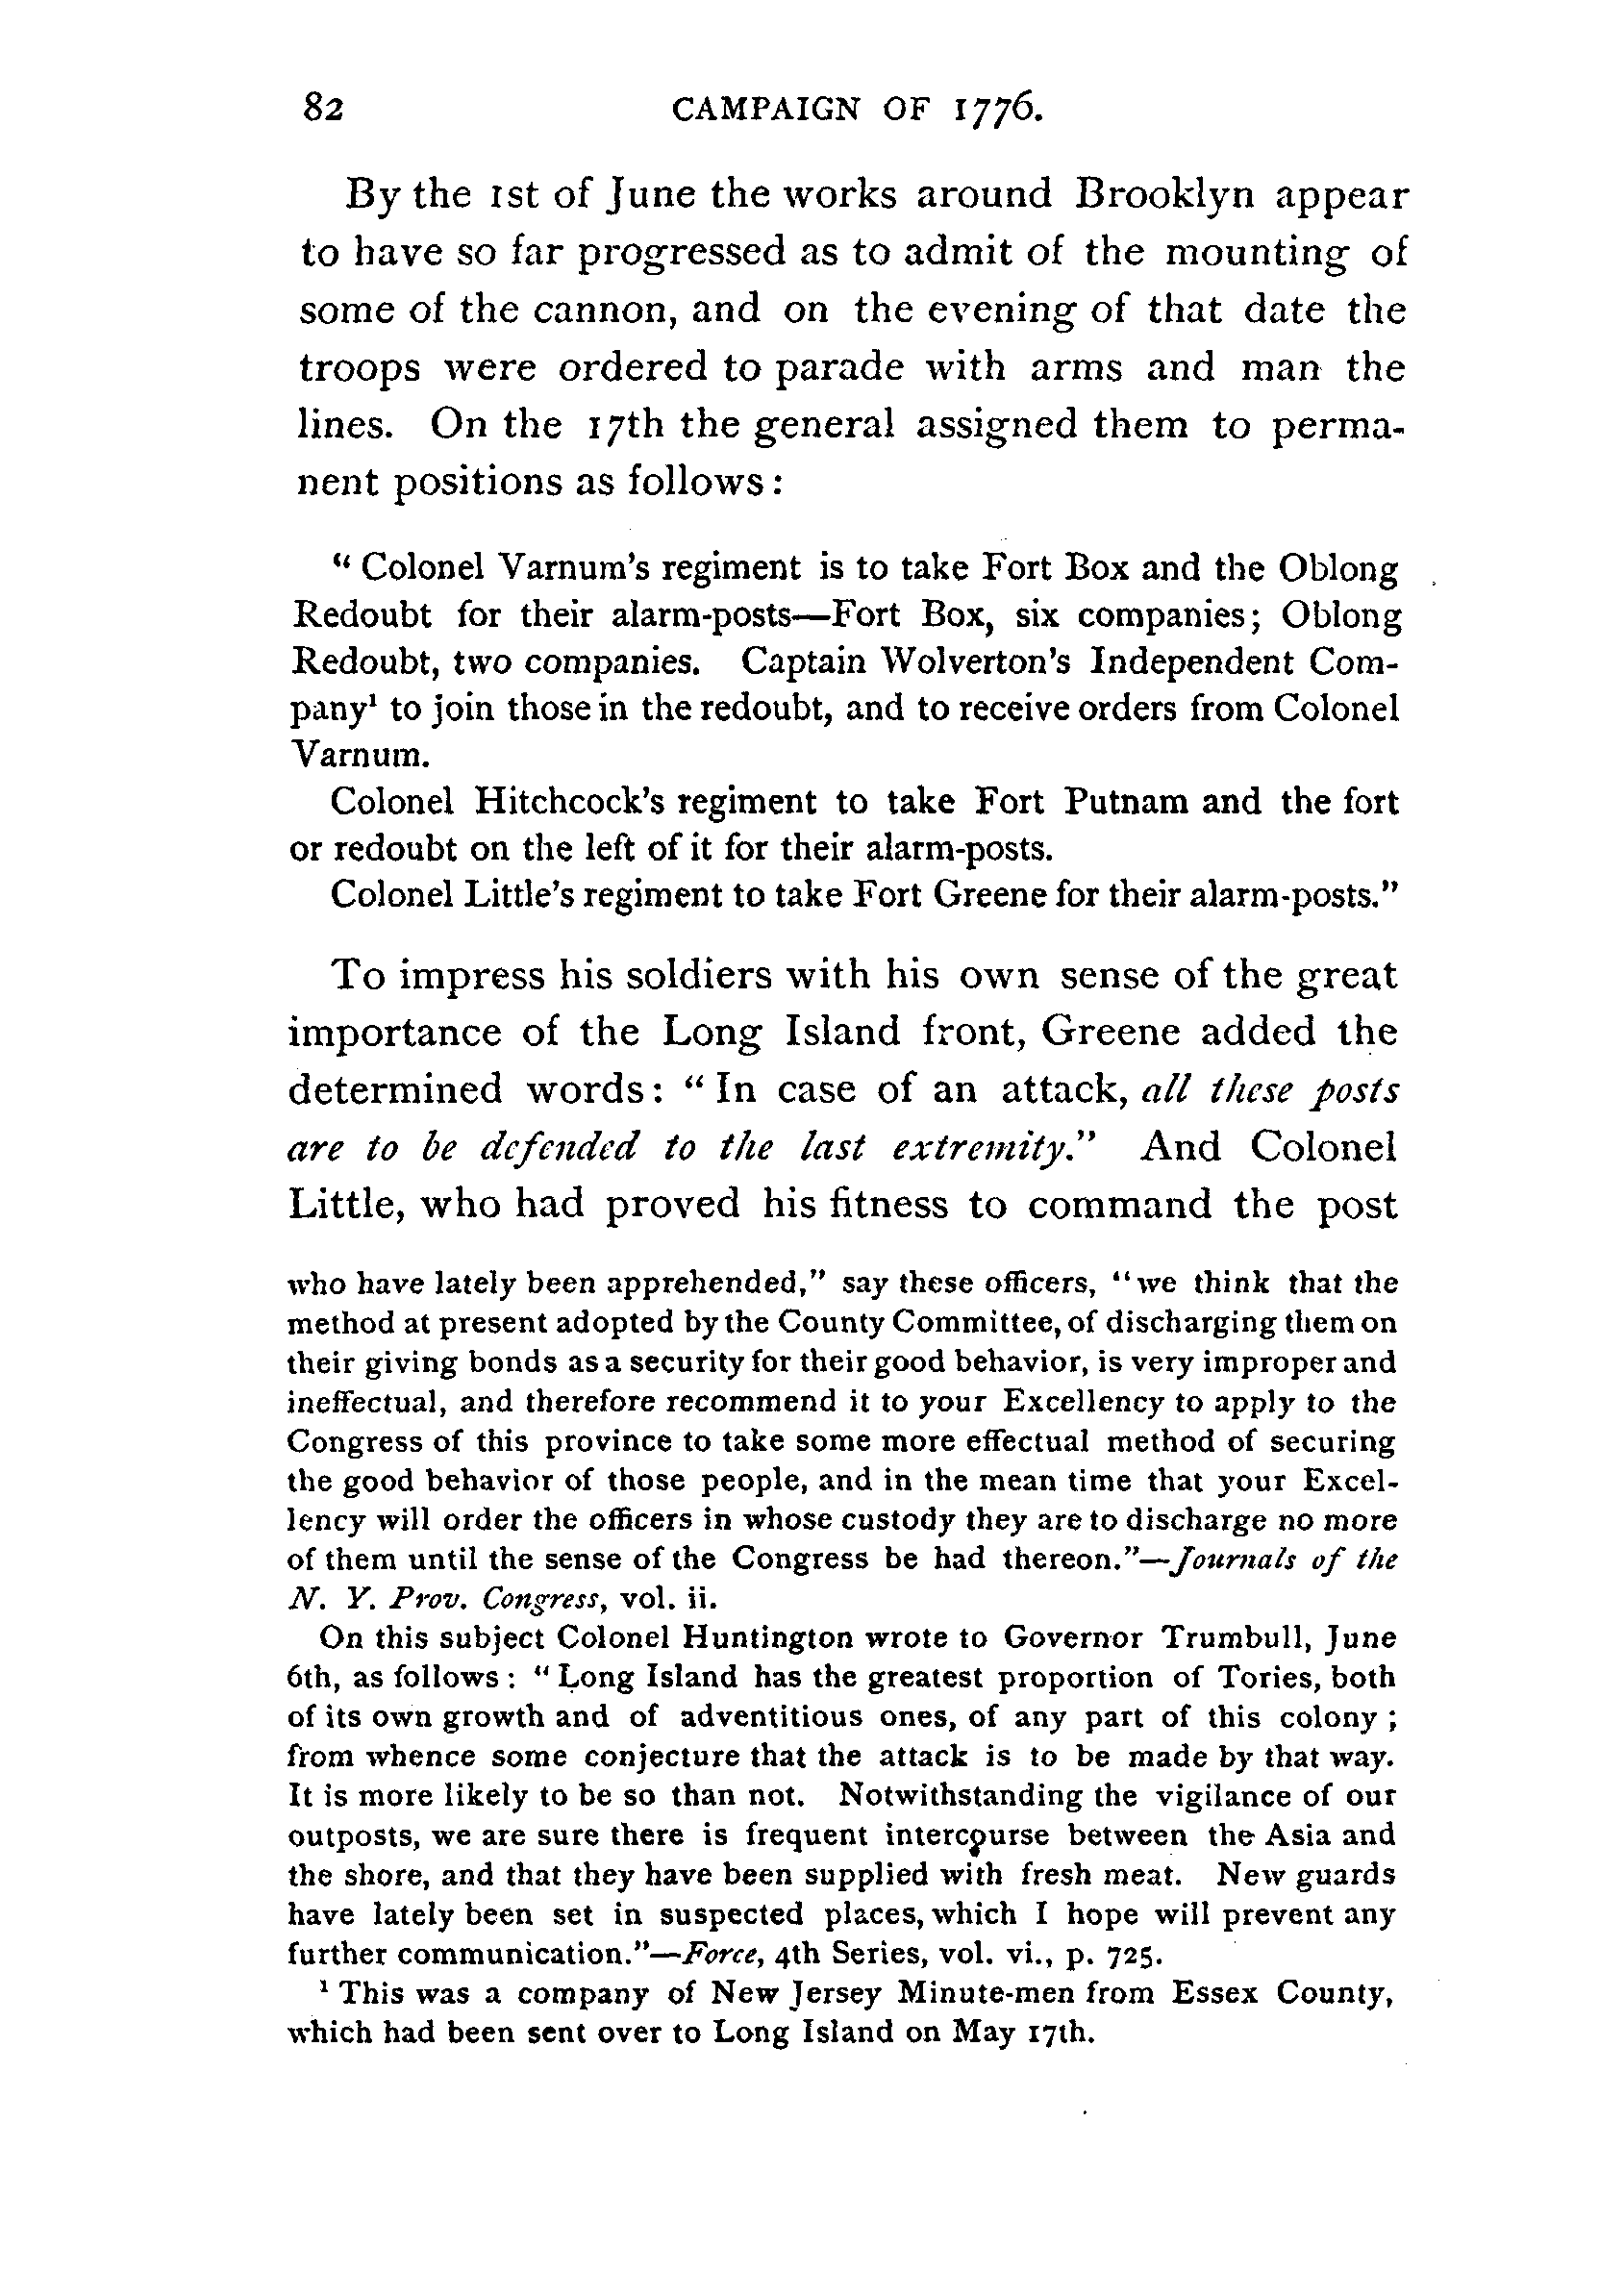 82 CAMPAIGN OF 1776.
By the 1st of June the works around Brooklyn appear
to have so far progressed as to admit of the mounting of
some of the cannon, and on the evening of that date the
troops were ordered to parade with arms and man the
lines. On the 17th the general assigned them to perma-
nent positions as follows:
“ Colonel Varnum's regiment is to take Fort Box and the Oblong
Redoubt for their alarm-posts—Fort Box, six companies; Oblong
Redoubt, two companies. Captain Wolverton's Independent Com-
pany¹ to join those in the redoubt, and to receive orders from Colonel
Varnum.
Colonel Hitchcock's regiment to take Fort Putnam and the fort
or redoubt on the left of it for their alarm-posts.
Colonel Little's regiment to take Fort Greene for their alarm-posts.”
To impress his soldiers with his own sense of the great
importance of the Long Island front, Greene added the
determined words: “ In case of an attack, all these posts
are to be defended to the last extremity.” And Colonel
Little, who had proved his fitness to command the post
who have lately been apprehended,” say these officers, “we think that the
method at present adopted by the County Committee, of discharging them on
their giving bonds as a security for their good behavior, is very improper and
ineffectual, and therefore recommend it to your Excellency to apply to the
Congress of this province to take some more effectual method of securing
the good behavior of those people, and in the mean time that your Excel-
lency will order the officers in whose custody they are to discharge no more
of them until the sense of the Congress be had thereon.”—Journals of the
N. Y. Prov. Congress, vol. ii.
On this subject Colonel Huntington wrote to Governor Trumbull, June
6th, as follows : “ Long Island has the greatest proportion of Tories, both
of its own growth and of adventitious ones, of any part of this colony ;
from whence some conjecture that the attack is to be made by that way.
It is more likely to be so than not. Notwithstanding the vigilance of our
outposts, we are sure there is frequent intercourse between the Asia and
the shore, and that they have been supplied with fresh meat. New guards
have lately been set in suspected places, which I hope will prevent any
further communication.”—Force, 4th Series, vol. vi., p. 725.
¹ This was a company of New Jersey Minute-men from Essex County,
which had been sent over to Long Island on May 17th.